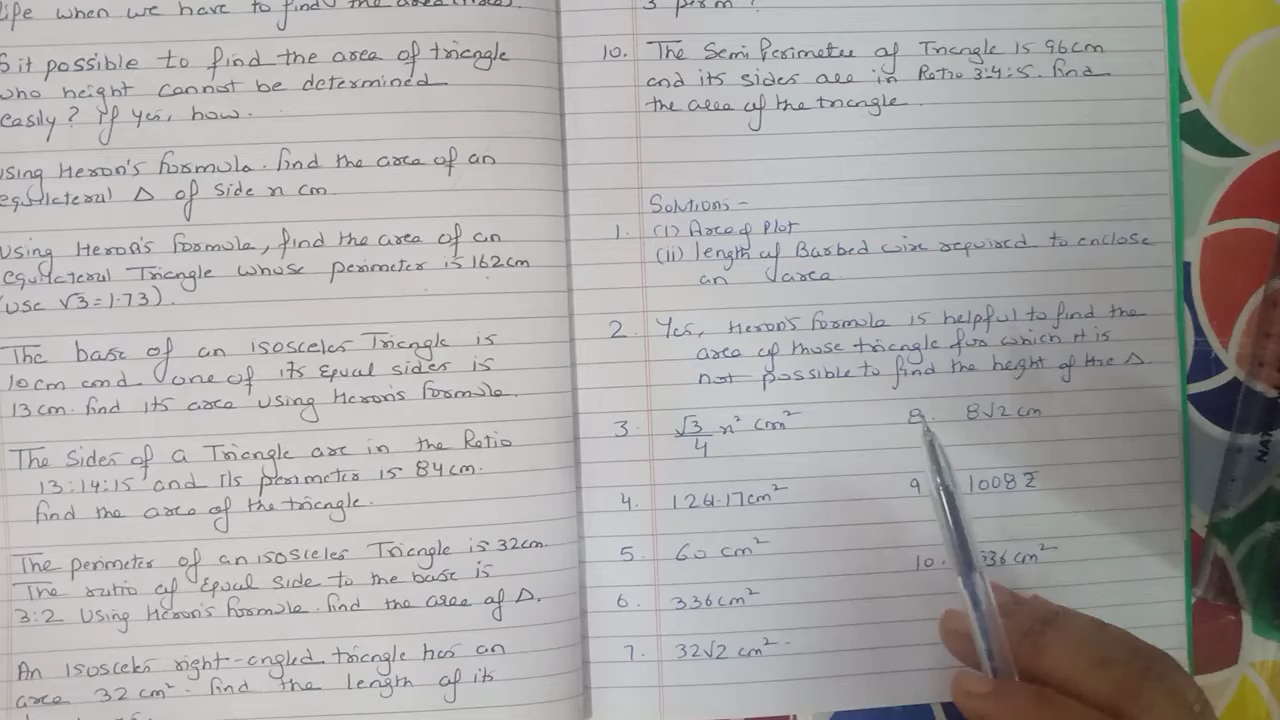 life when we have to find the area
s it possible to find the area of triangle
who height cannot be determined
easily? If yes, how.
using Heron's formula. find the area of an
equilateral Δ of side n cm
Using Heron's formula, find the area of an
equilateral Triangle whose perimeter is 162cm
(use √3=1.73).
The base of an isosceles Triangle is
10cm and one of its equal sides is
13cm. find its area using Heron's formula.
The sides of a Triangle are in the Ratio
13:14:15 and its perimeter is 84cm.
find the area of the triangle.
The perimeter of an isosceles Triangle is 32cm.
The ratio of equal side to the base is
3:2 Using Heron's formula. find the area of Δ.
An isosceles right-angled triangle has an
area 32 cm². find the length of its
3 per m?
10. The Semi Perimeter of Triangle is 96cm
and its sides are in Ratio 3:4:5. find
the area of the triangle.
Solutions-
1. (i) Area of Plot
(ii) length of Barbed wire required to enclose
an area.
2. Yes, Heron's formula is helpful to find the
area of those triangle for which it is
not possible to find the height of the Δ
3. √3/4 n² cm²
4. 1261.17cm²
5. 60 cm²
6. 336cm²
7. 32√2 cm²
8. 8√2 cm
9 1008₹
10. 336cm²
NAT